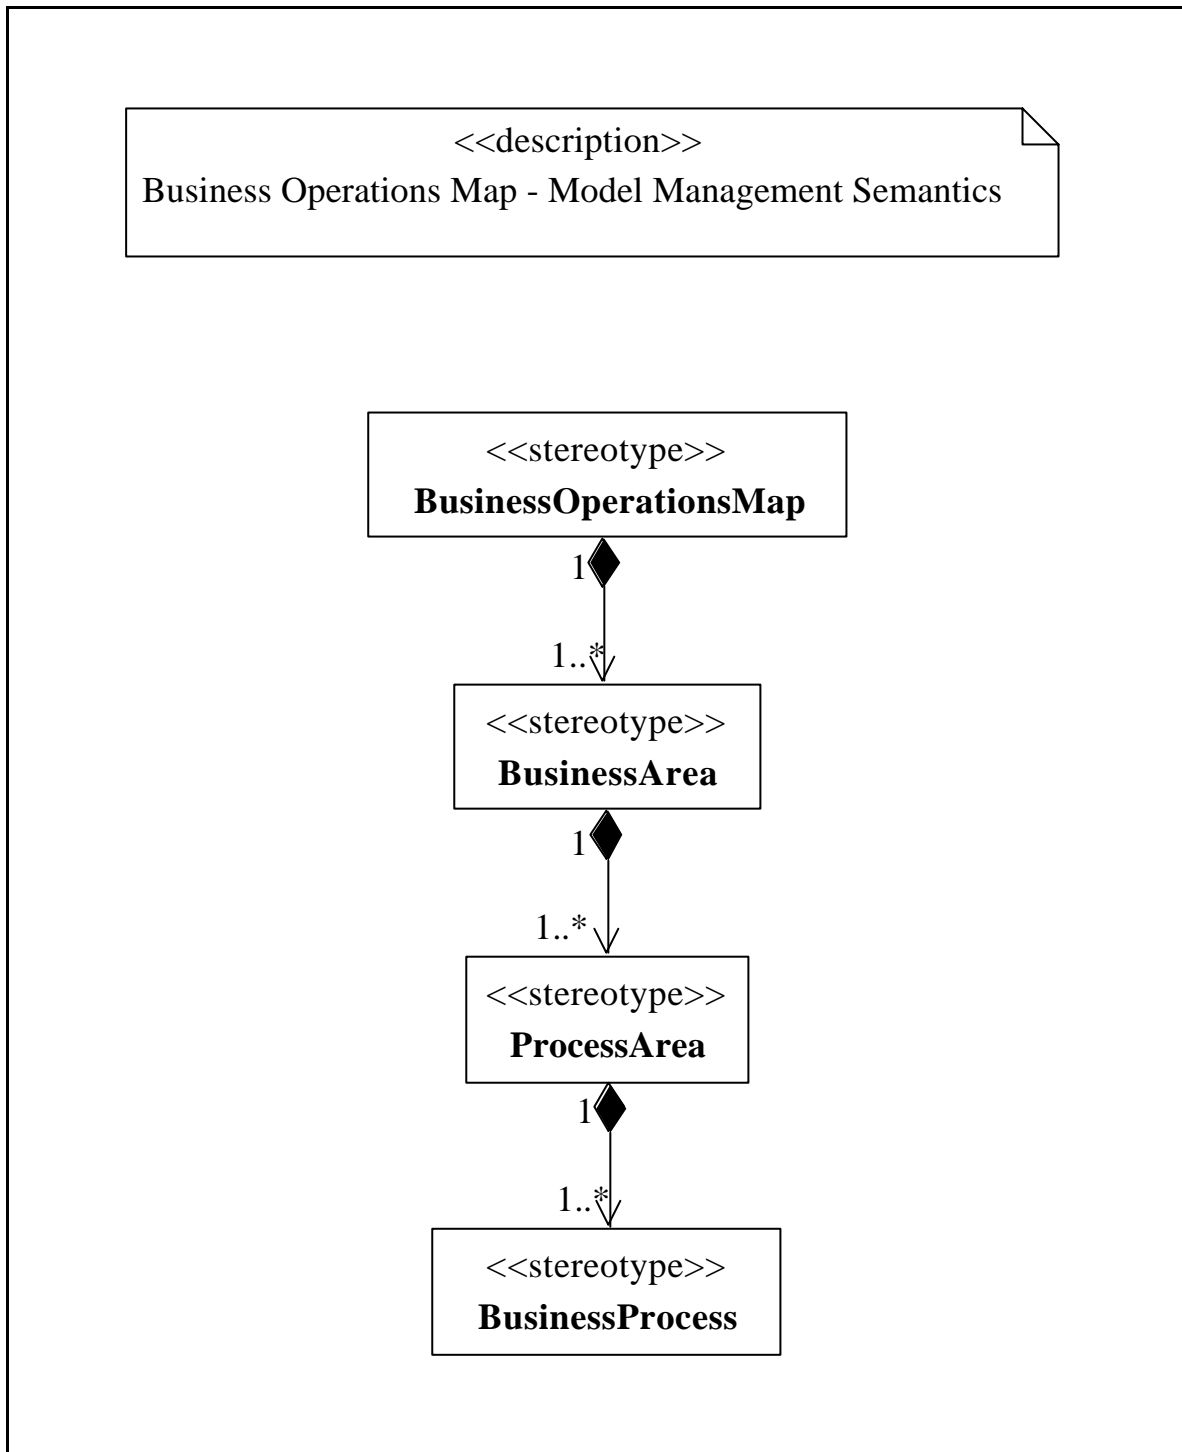 <<description>>
Business Operations Map - Model Management Semantics
<<stereotype>>
BusinessOperationsMap
1
1..*
<<stereotype>>
BusinessArea
1
1..*
<<stereotype>>
ProcessArea
1
1..*
<<stereotype>>
BusinessProcess